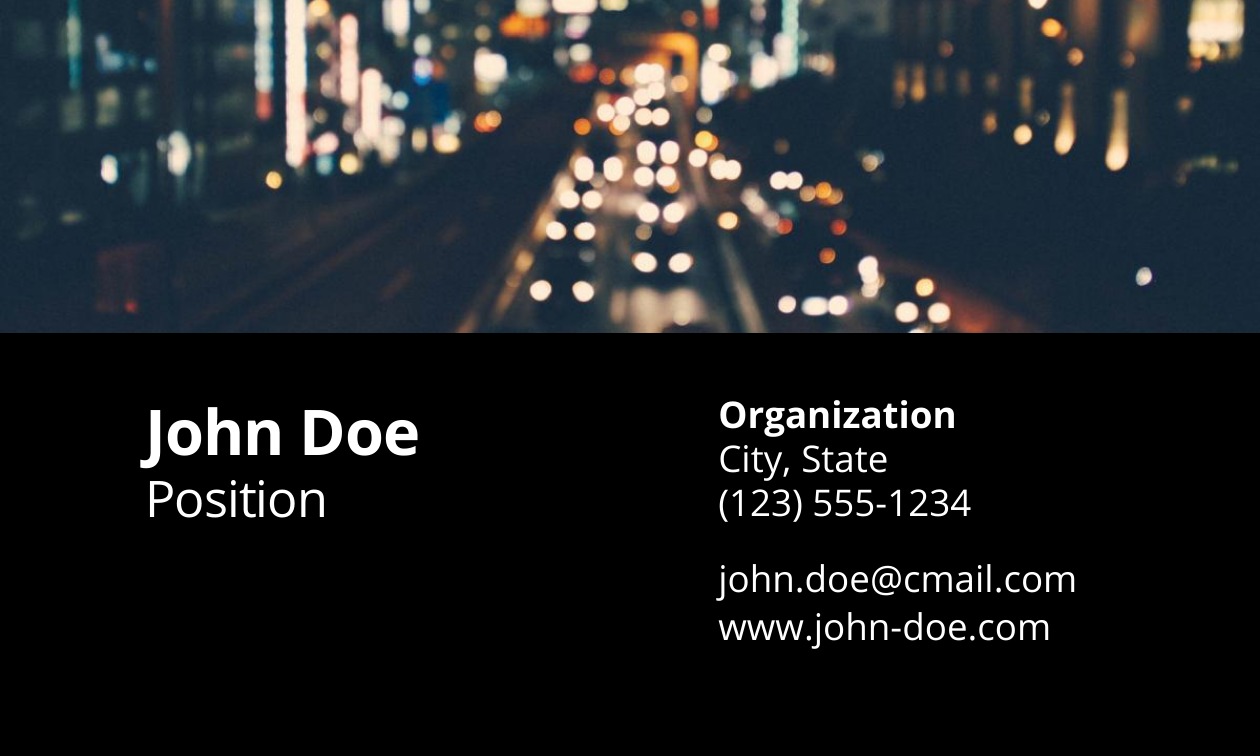 John Doe
Position
Organization
City, State
(123) 555-1234
john.doe@cmail.com
www.john-doe.com